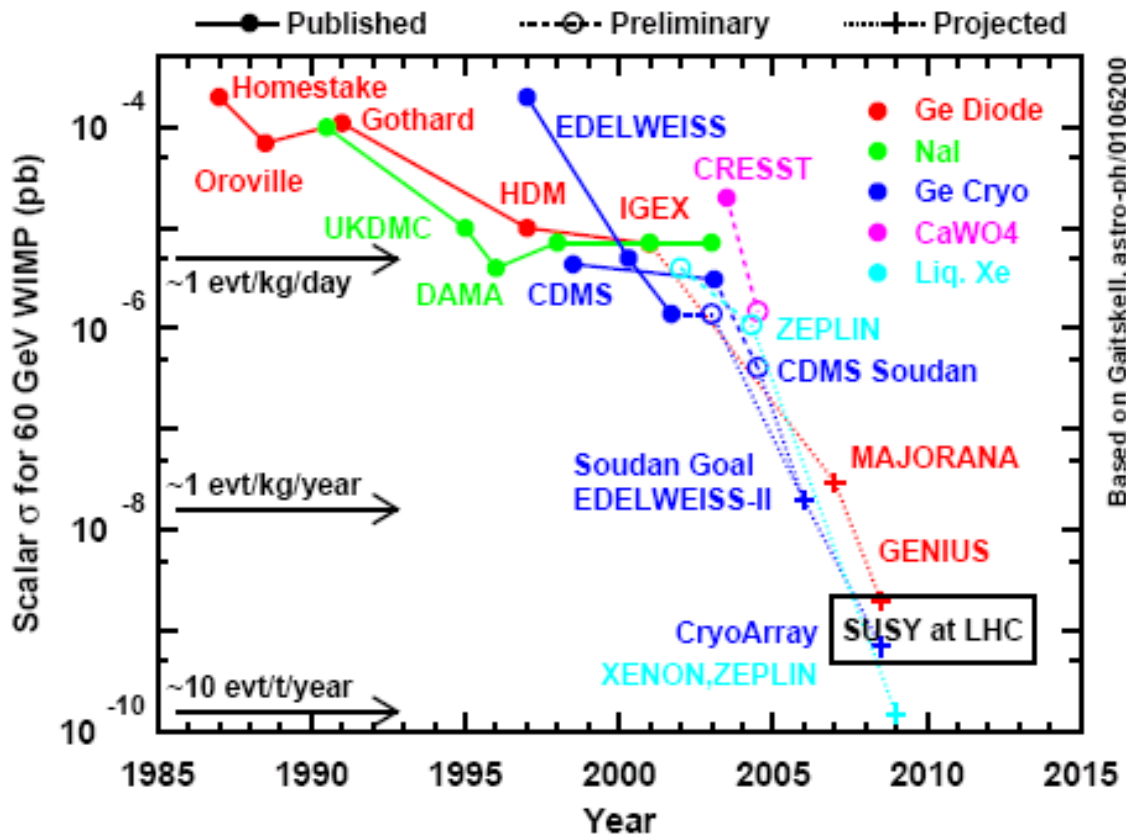 Published Preliminary Projected
Homestake
Gothard
Oroville
EDELWEISS
Ge Diode
NaI
Ge Cryo
CaWO4
Liq. Xe
CRESST
HDM
IGEX
UKDMC
~1 evt/kg/day
DAMA
CDMS
ZEPLIN
CDMS Soudan
MAJORANA
Soudan Goal
EDELWEISS-II
~1 evt/kg/year
GENIUS
CryoArray
SUSY at LHC
XENON,ZEPLIN
~10 evt/t/year
10 -4
10 -6
10 -8
10 -10
Scalar σ for 60 GeV WIMP (pb)
1985 1990 1995 2000 2005 2010 2015
Year
Based on Gaitskell, astro-ph/0106200